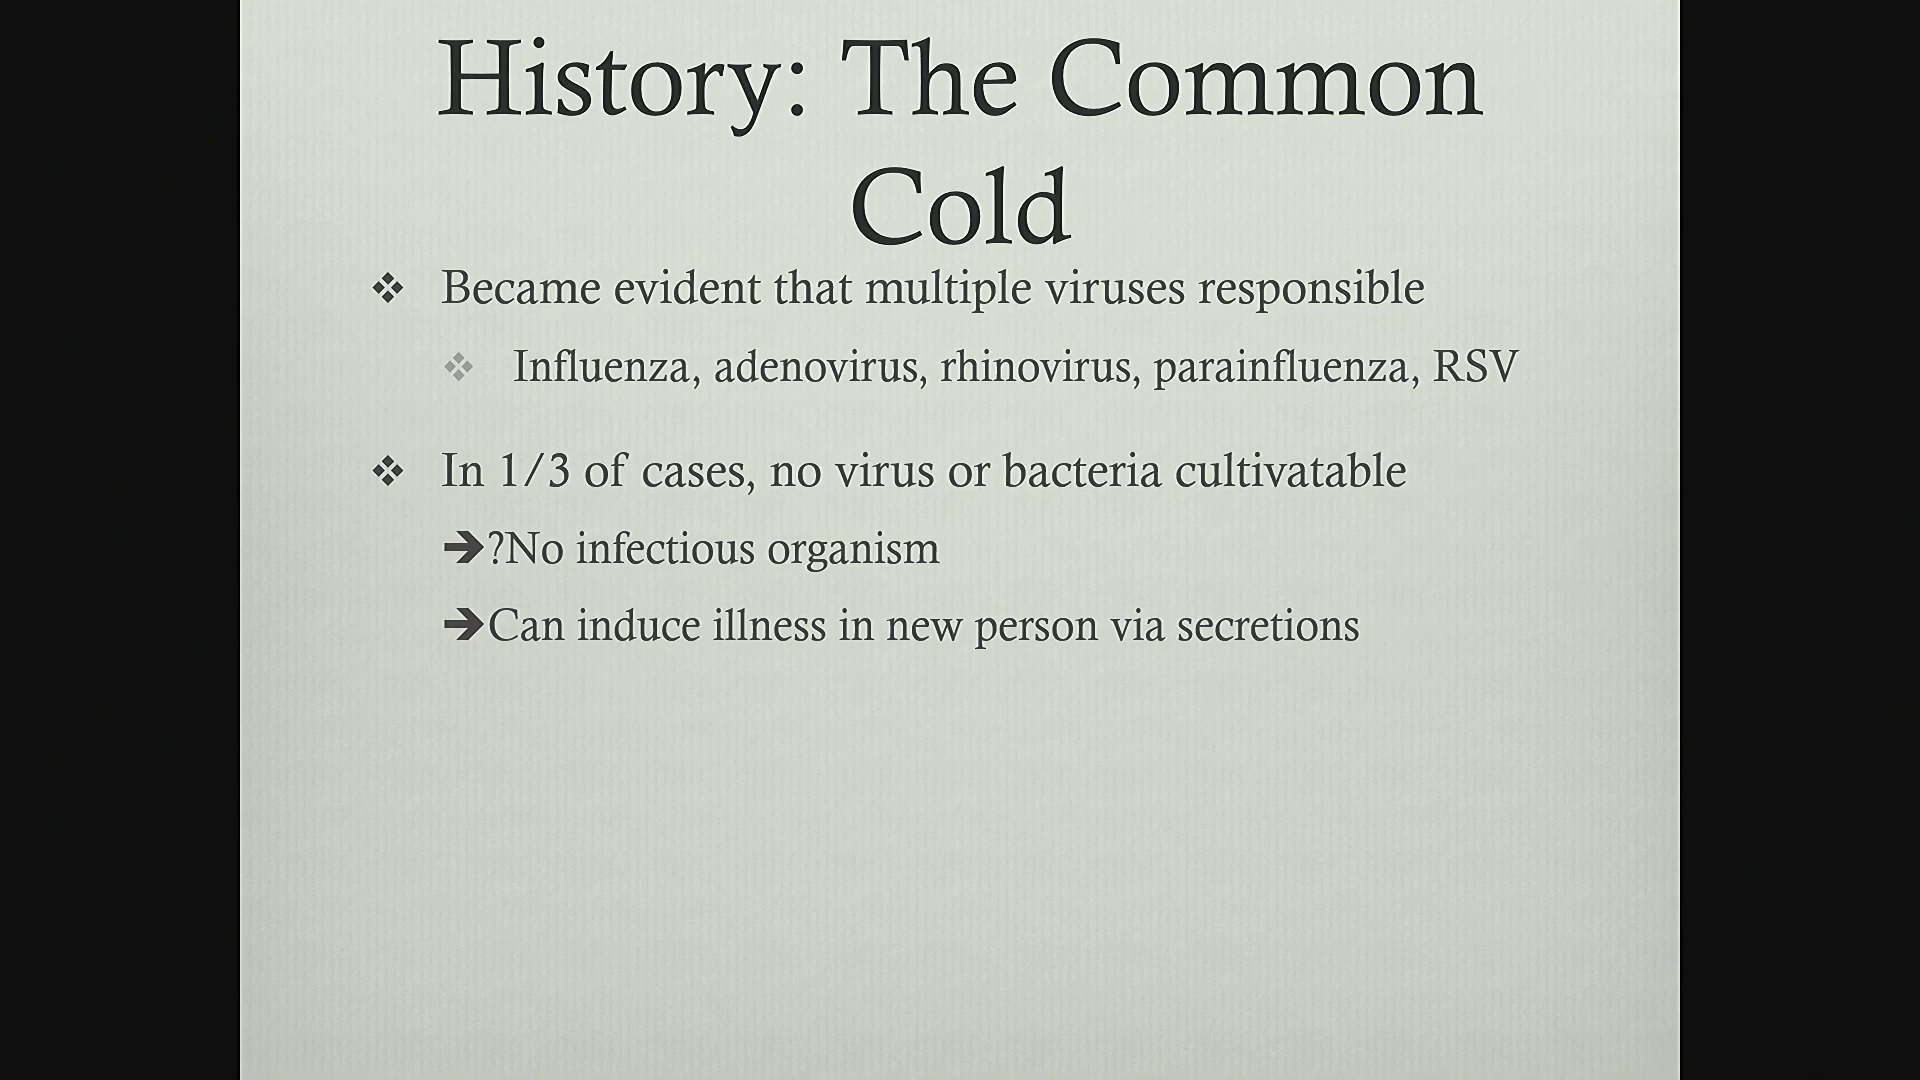 History: The Common
Cold
❖ Became evident that multiple viruses responsible
❖ Influenza, adenovirus, rhinovirus, parainfluenza, RSV
❖ In 1/3 of cases, no virus or bacteria cultivatable
➔?No infectious organism
➔Can induce illness in new person via secretions